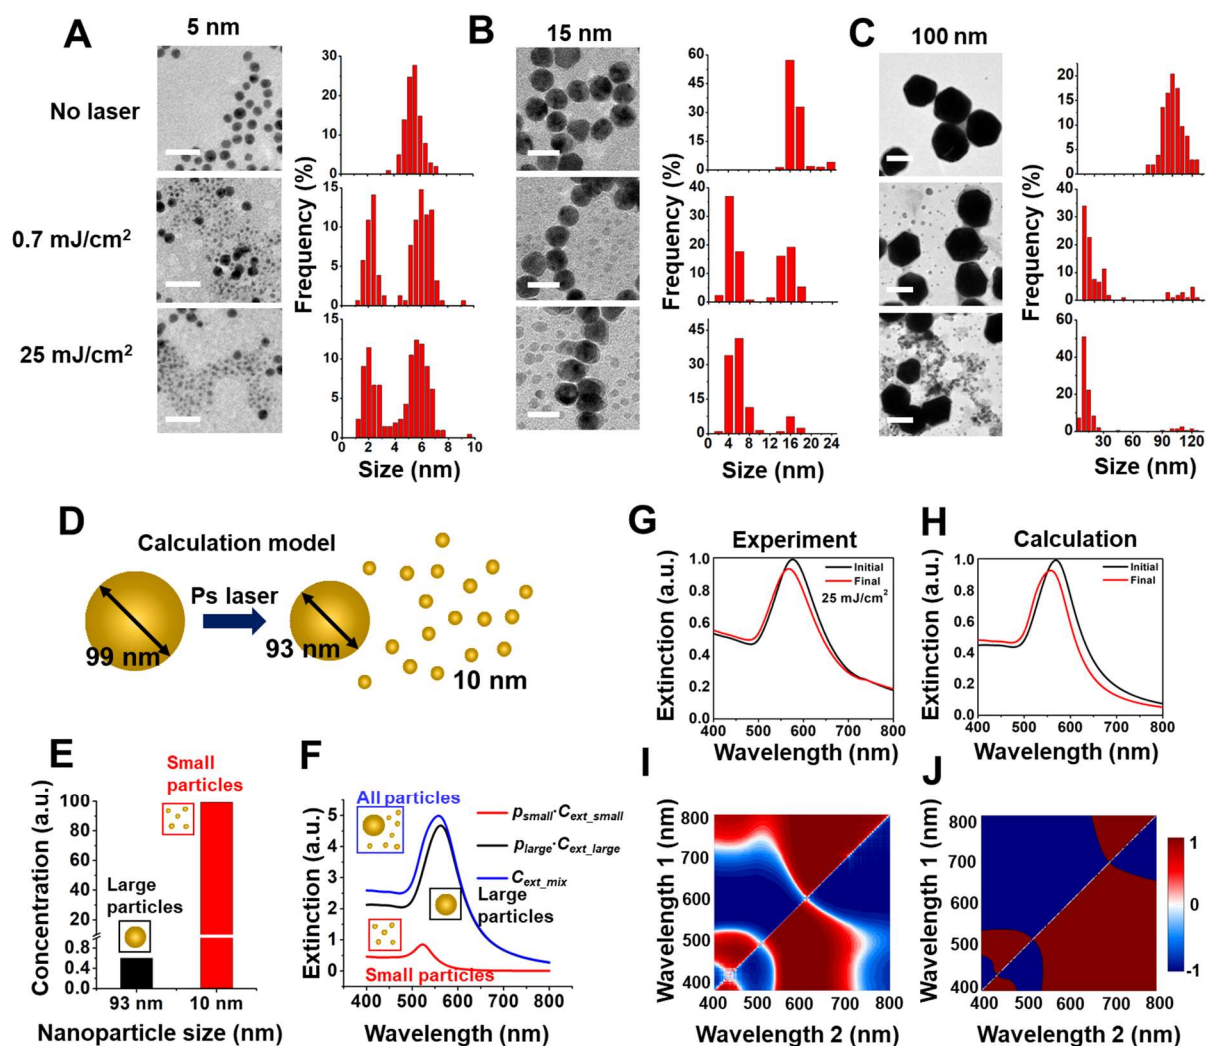 A
5 nm
B
15 nm
C
100 nm
No laser
0.7 mJ/cm²
25 mJ/cm²
Frequency (%)
30
20
10
0
15
10
5
0
15
10
5
0
0 2 4 6 8 10
Size (nm)
Frequency (%)
60
45
30
15
0
40
30
20
10
0
45
30
15
0
0 4 8 12 16 20 24
Size (nm)
Frequency (%)
20
15
10
5
0
40
30
20
10
0
60
40
20
0
30 60 90 120
Size (nm)
D
Calculation model
Ps laser
99 nm
93 nm
10 nm
G
Experiment
Extinction (a.u.)
1.0
0.8
0.6
0.4
0.2
0.0
Initial
Final
25 mJ/cm²
400 500 600 700 800
Wavelength (nm)
H
Calculation
Extinction (a.u.)
1.0
0.8
0.6
0.4
0.2
0.0
Initial
Final
400 500 600 700 800
Wavelength (nm)
E
Small
particles
Large
particles
Concentration (a.u.)
100
80
60
40
20
0.8
0.4
0.0
93 nm 10 nm
Nanoparticle size (nm)
F
All particles
Extinction (a.u.)
5
4
3
2
1
0
p_small·C_ext_small
p_large·C_ext_large
C_ext_mix
Large
particles
Small particles
400 500 600 700 800
Wavelength (nm)
I
Wavelength 1 (nm)
800
700
600
500
400
400 500 600 700 800
Wavelength 2 (nm)
J
Wavelength 1 (nm)
800
700
600
500
400
400 500 600 700 800
Wavelength 2 (nm)
1
0
-1